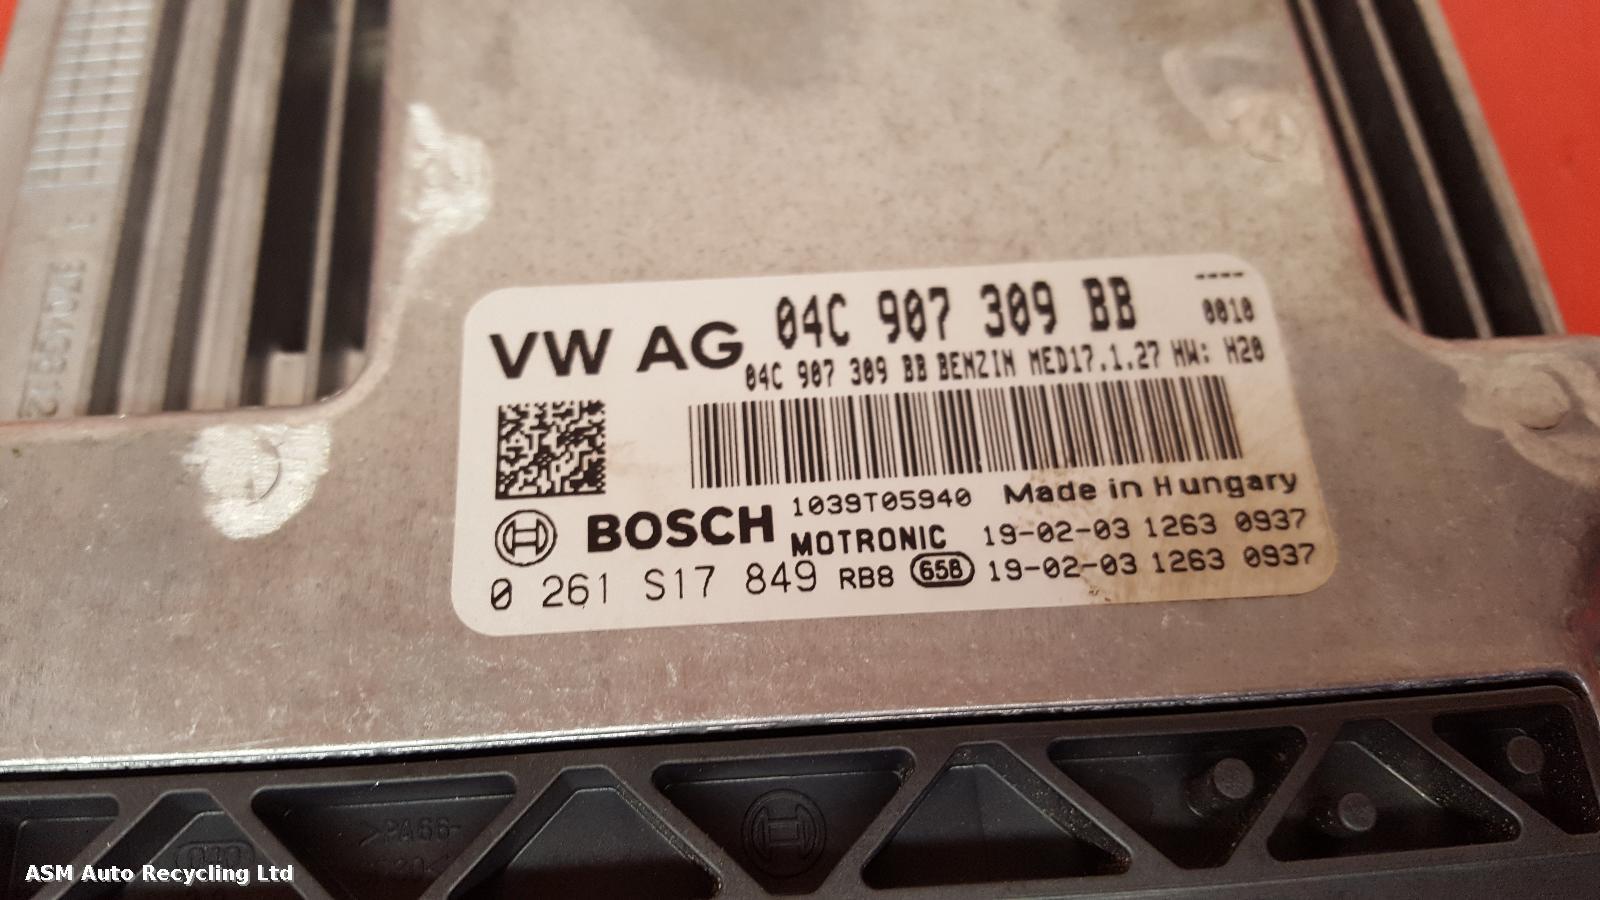 VW AG 04C 907 309 BB ----
0010
04C 907 309 BB BENZIN MED17.1.27 HW: H20
BOSCH 1039T05940 Made in Hungary
MOTRONIC 19-02-03 1263 0937
0 261 S17 849 RB8 658 19-02-03 1263 0937
>PA66-
ASM Auto Recycling Ltd